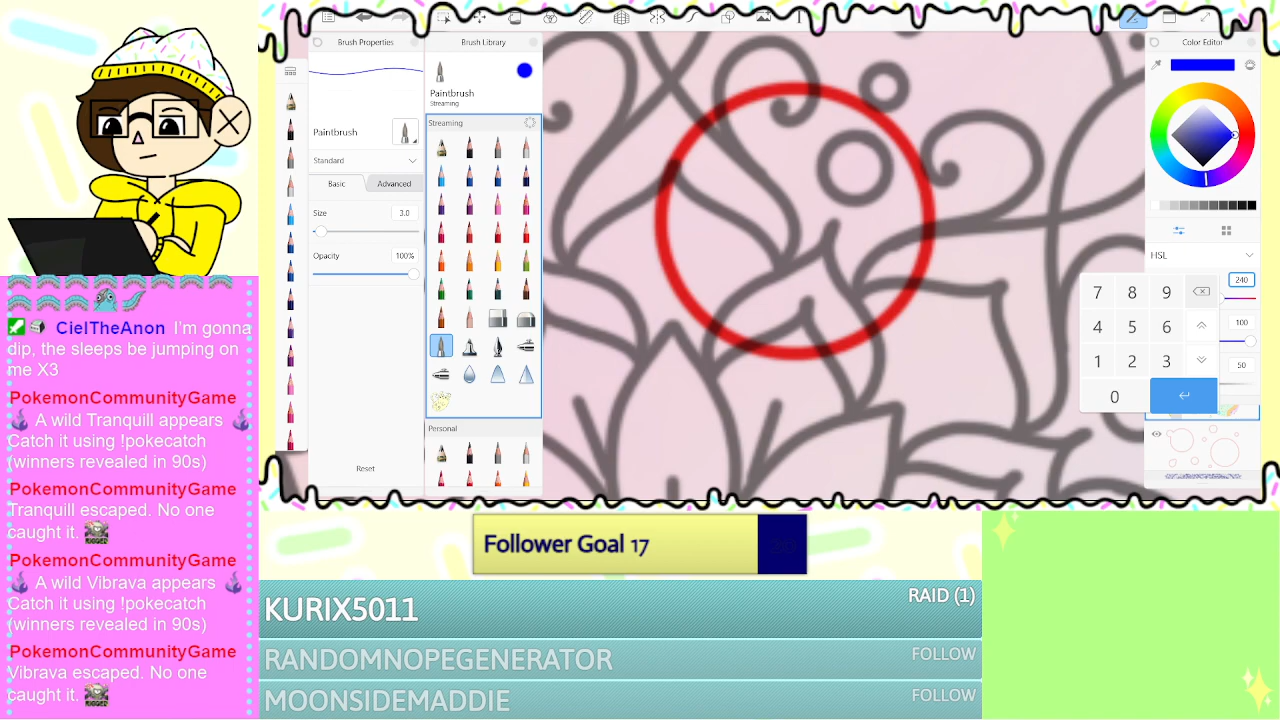 Brush Properties
Brush Library
Color Editor
Paintbrush
Streaming
Streaming
Paintbrush
Standard
Basic
Advanced
Size
3.0
Opacity
100%
Personal
Reset
HSL
240
100
50
7 8 9
4 5 6
1 2 3
0
CielTheAnon I'm gonna
dip, the sleeps be jumping on
me X3
PokemonCommunityGame
A wild Tranquill appears
Catch it using !pokecatch
(winners revealed in 90s)
PokemonCommunityGame
Tranquill escaped. No one
caught it.
PokemonCommunityGame
A wild Vibrava appears
Catch it using !pokecatch
(winners revealed in 90s)
PokemonCommunityGame
Vibrava escaped. No one
caught it.
Follower Goal 17
KURIX5011
RAID (1)
RANDOMNOPEGENERATOR
FOLLOW
MOONSIDEMADDIE
FOLLOW